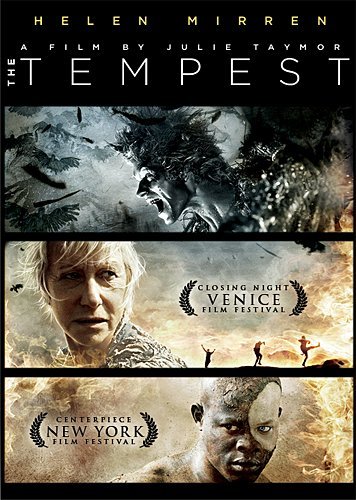 HELEN MIRREN
A FILM BY JULIE TAYMOR
THE TEMPEST
CLOSING NIGHT
VENICE
FILM FESTIVAL
CENTERPIECE
NEW YORK
FILM FESTIVAL